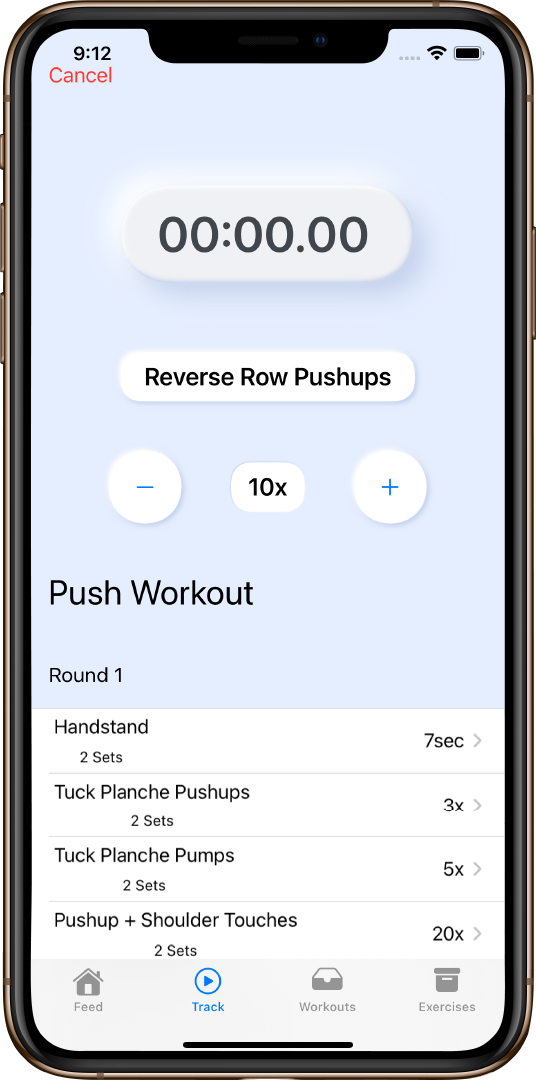 9:12
Cancel
00:00.00
Reverse Row Pushups
10x
Push Workout
Round 1
Handstand
7sec
2 Sets
Tuck Planche Pushups
3x
2 Sets
Tuck Planche Pumps
5x
2 Sets
Pushup + Shoulder Touches
20x
2 Sets
Feed Track Workouts Exercises